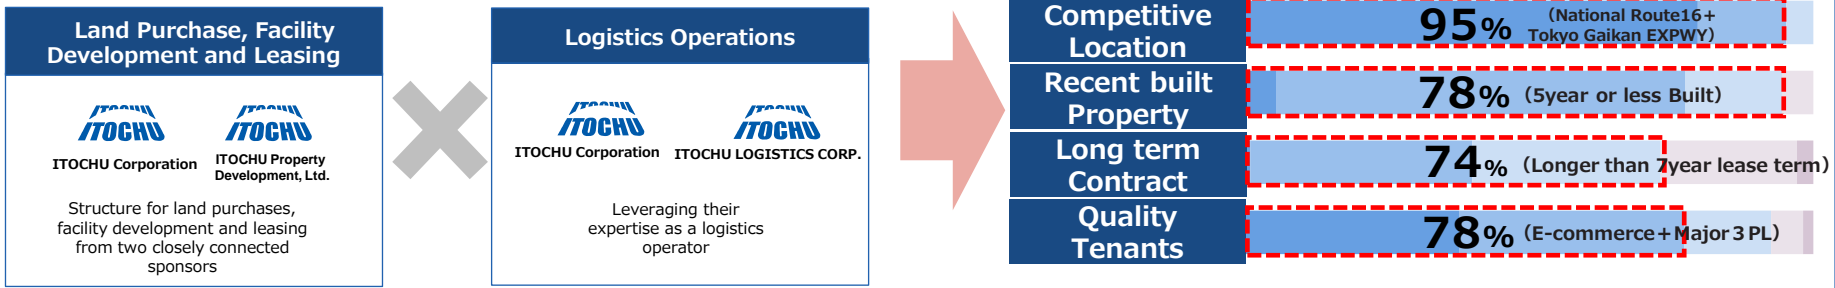 Land Purchase, Facility
Development and Leasing
ITOCHU
ITOCHU
ITOCHU Corporation
ITOCHU Property
Development, Ltd.
Structure for land purchases,
facility development and leasing
from two closely connected
sponsors
Logistics Operations
ITOCHU
ITOCHU
ITOCHU Corporation
ITOCHU LOGISTICS CORP.
Leveraging their
expertise as a logistics
operator
Competitive
Location
95%
（National Route16+
Tokyo Gaikan EXPWY）
Recent built
Property
78% （5year or less Built）
Long term
Contract
74% （Longer than 7year lease term）
Quality
Tenants
78% （E-commerce+Major 3 PL）